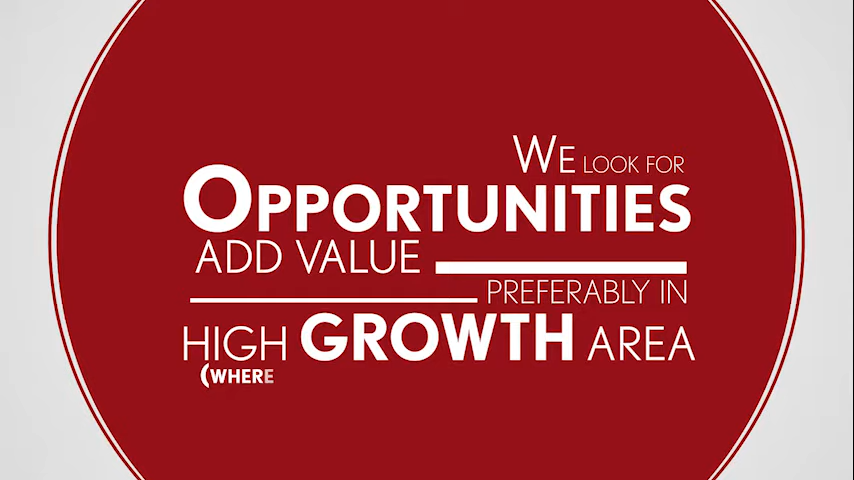 WE LOOK FOR
OPPORTUNITIES
ADD VALUE
PREFERABLY IN
HIGH GROWTH AREA
(WHERE